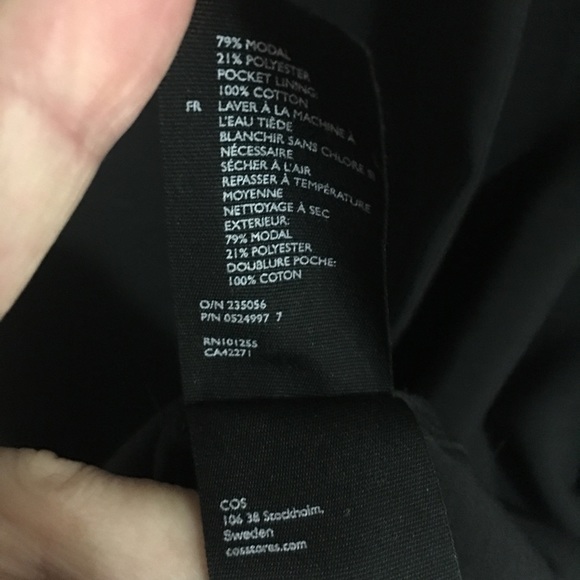 79% MODAL
21% POLYESTER
POCKET LINING:
100% COTTON
FR LAVER À LA MACHINE À
L'EAU TIÈDE
BLANCHIR SANS CHLORE SI
NÉCESSAIRE
SÉCHER À L'AIR
REPASSER À TEMPÉRATURE
MOYENNE
NETTOYAGE À SEC
EXTERIEUR:
79% MODAL
21% POLYESTER
DOUBLURE POCHE:
100% COTON
O/N 235056
P/N 0524997 7
RN101255
CA42271
COS
106 38 Stockholm,
Sweden
cosstores.com